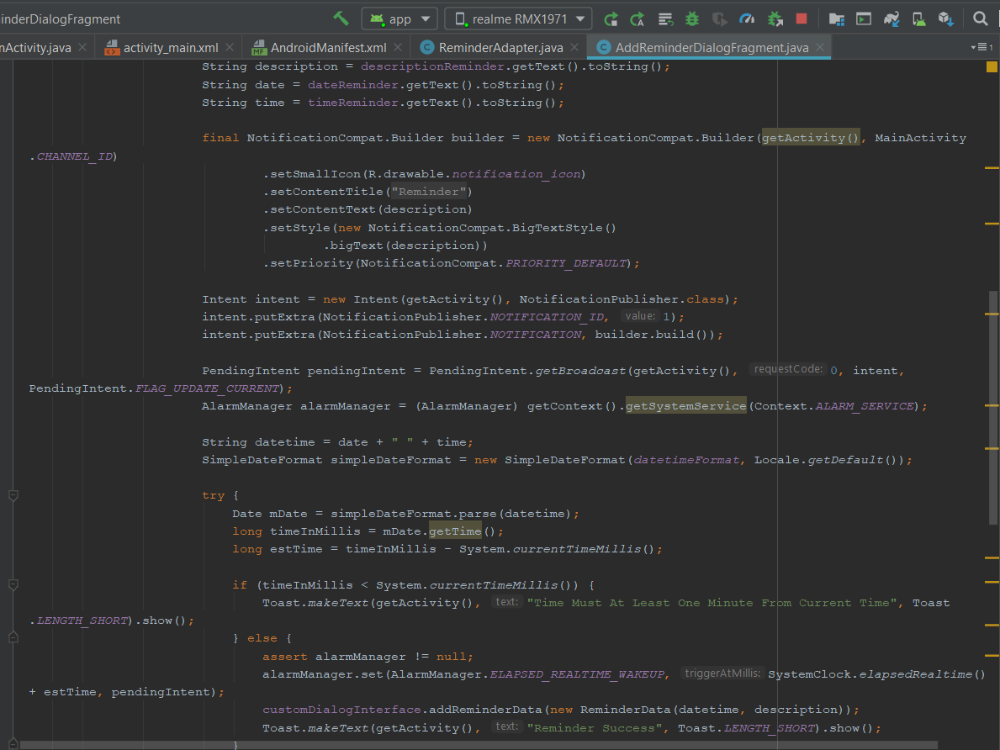 inderDialogFragment
app
realme RMX1971
nActivity.java
activity_main.xml
AndroidManifest.xml
ReminderAdapter.java
AddReminderDialogFragment.java
1
String description = descriptionReminder.getText().toString();
String date = dateReminder.getText().toString();
String time = timeReminder.getText().toString();
final NotificationCompat.Builder builder = new NotificationCompat.Builder(getActivity(), MainActivity
.CHANNEL_ID)
.setSmallIcon(R.drawable.notification_icon)
.setContentTitle("Reminder")
.setContentText(description)
.setStyle(new NotificationCompat.BigTextStyle()
.bigText(description))
.setPriority(NotificationCompat.PRIORITY_DEFAULT);
Intent intent = new Intent(getActivity(), NotificationPublisher.class);
intent.putExtra(NotificationPublisher.NOTIFICATION_ID, value: 1);
intent.putExtra(NotificationPublisher.NOTIFICATION, builder.build());
PendingIntent pendingIntent = PendingIntent.getBroadcast(getActivity(), requestCode: 0, intent,
PendingIntent.FLAG_UPDATE_CURRENT);
AlarmManager alarmManager = (AlarmManager) getContext().getSystemService(Context.ALARM_SERVICE);
String datetime = date + " " + time;
SimpleDateFormat simpleDateFormat = new SimpleDateFormat(datetimeFormat, Locale.getDefault());
try {
Date mDate = simpleDateFormat.parse(datetime);
long timeInMillis = mDate.getTime();
long estTime = timeInMillis - System.currentTimeMillis();
if (timeInMillis < System.currentTimeMillis()) {
Toast.makeText(getActivity(), text: "Time Must At Least One Minute From Current Time", Toast
.LENGTH_SHORT).show();
} else {
assert alarmManager != null;
alarmManager.set(AlarmManager.ELAPSED_REALTIME_WAKEUP, triggerAtMillis: SystemClock.elapsedRealtime()
+ estTime, pendingIntent);
customDialogInterface.addReminderData(new ReminderData(datetime, description));
Toast.makeText(getActivity(), text: "Reminder Success", Toast.LENGTH_SHORT).show();
}